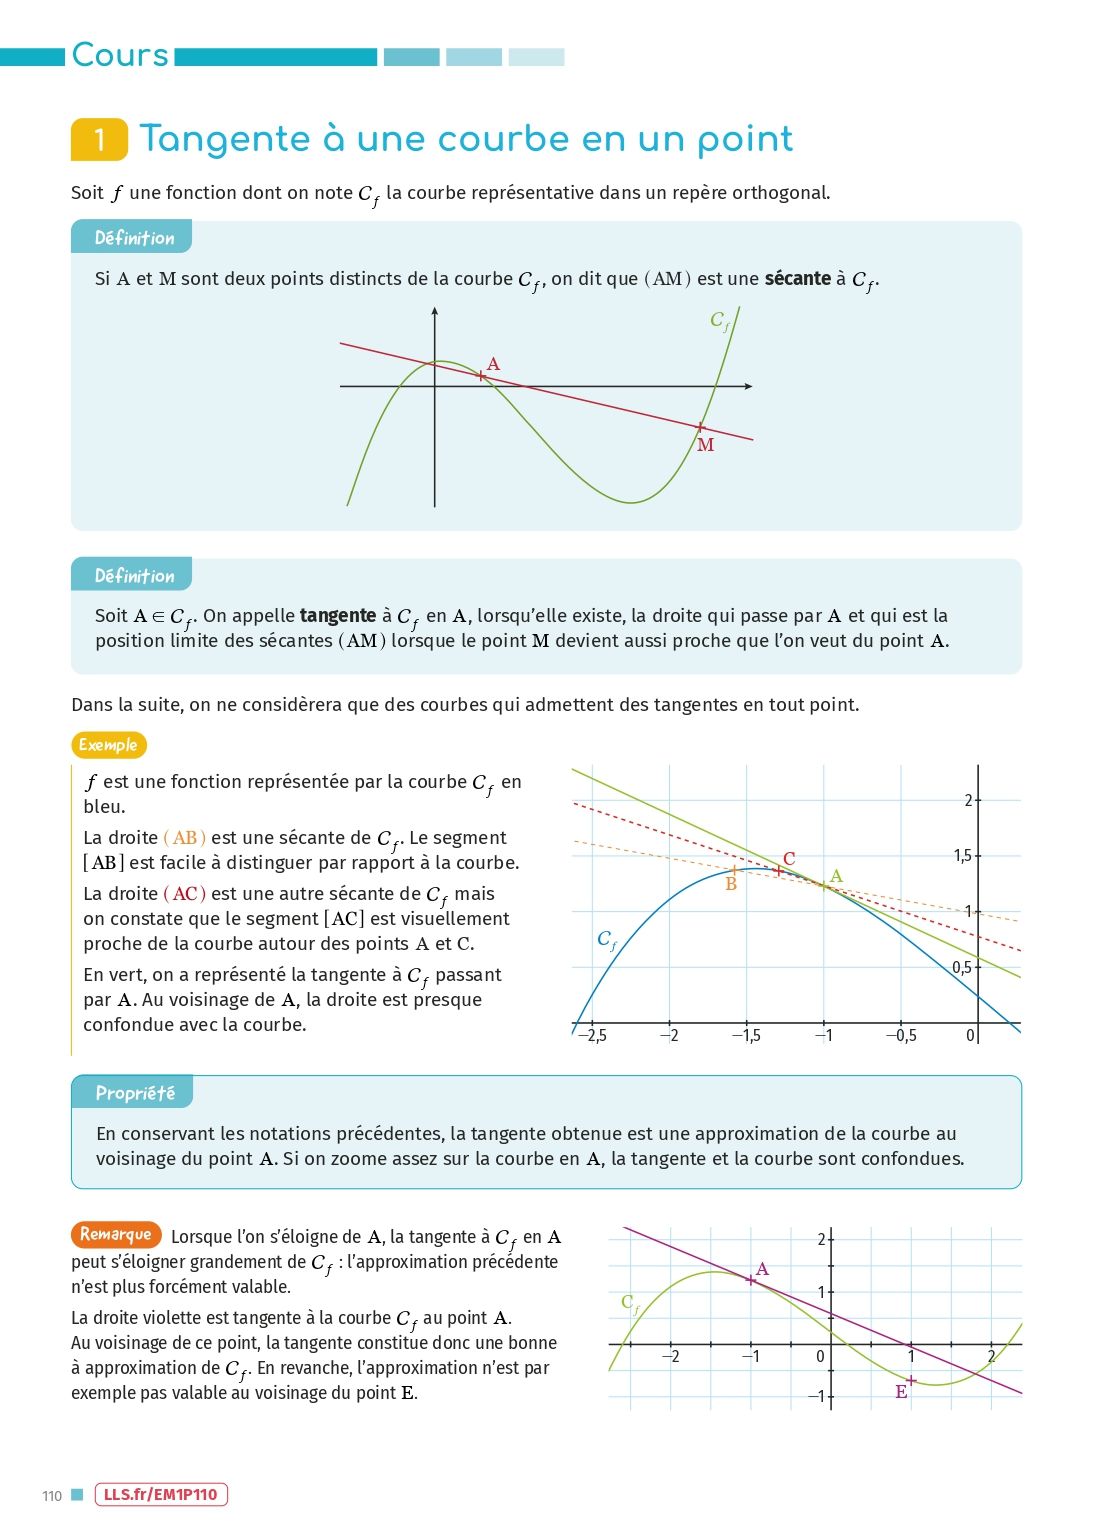 Cours
1 Tangente à une courbe en un point
Soit f une fonction dont on note C_f la courbe représentative dans un repère orthogonal.
Définition
Si A et M sont deux points distincts de la courbe C_f, on dit que (AM) est une sécante à C_f.
C_f
A
M
Définition
Soit A ∈ C_f. On appelle tangente à C_f en A, lorsqu'elle existe, la droite qui passe par A et qui est la
position limite des sécantes (AM) lorsque le point M devient aussi proche que l'on veut du point A.
Dans la suite, on ne considèrera que des courbes qui admettent des tangentes en tout point.
Exemple
f est une fonction représentée par la courbe C_f en
bleu.
La droite (AB) est une sécante de C_f. Le segment
[AB] est facile à distinguer par rapport à la courbe.
La droite (AC) est une autre sécante de C_f mais
on constate que le segment [AC] est visuellement
proche de la courbe autour des points A et C.
En vert, on a représenté la tangente à C_f passant
par A. Au voisinage de A, la droite est presque
confondue avec la courbe.
2
1,5
C
A
B
1
C_f
0,5
−2,5 −2 −1,5 −1 −0,5 0
Propriété
En conservant les notations précédentes, la tangente obtenue est une approximation de la courbe au
voisinage du point A. Si on zoome assez sur la courbe en A, la tangente et la courbe sont confondues.
Remarque Lorsque l'on s'éloigne de A, la tangente à C_f en A
peut s'éloigner grandement de C_f : l'approximation précédente
n'est plus forcément valable.
La droite violette est tangente à la courbe C_f au point A.
Au voisinage de ce point, la tangente constitue donc une bonne
à approximation de C_f. En revanche, l'approximation n'est par
exemple pas valable au voisinage du point E.
2
A
1
C_f
−2 −1 0 1 2
E
−1
110 LLS.fr/EM1P110